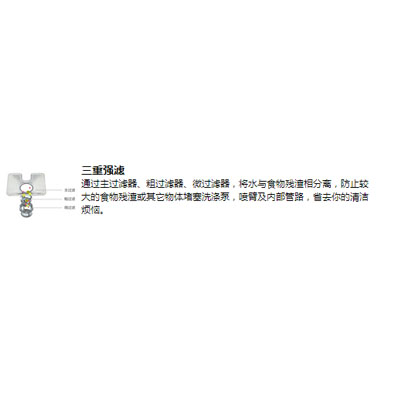 三重强滤
通过主过滤器、粗过滤器、微过滤器，将水与食物残渣相分离，防止较
大的食物残渣或其它物体堵塞洗涤泵，喷臂及内部管路，省去你的清洁
烦恼。